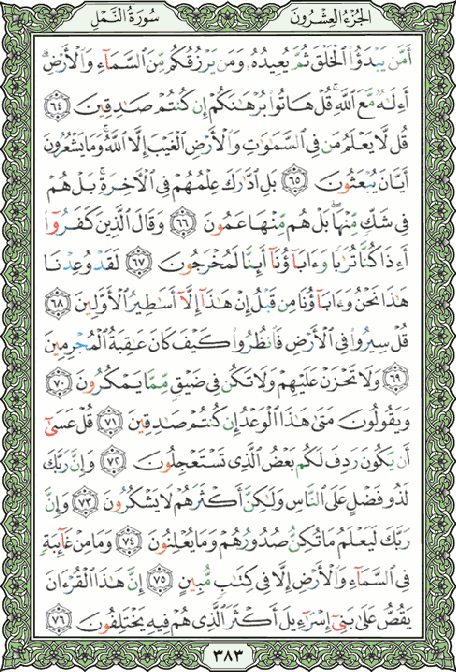 الجزء العشرون سورة النمل
أَمَّن يَبْدَؤُا۟ ٱلْخَلْقَ ثُمَّ يُعِيدُهُۥ وَمَن يَرْزُقُكُم مِّنَ ٱلسَّمَآءِ وَٱلْأَرْضِ ۗ
أَءِلَـٰهٌ مَّعَ ٱللَّهِ ۚ قُلْ هَاتُوا۟ بُرْهَـٰنَكُمْ إِن كُنتُمْ صَـٰدِقِينَ ٦٤
قُل لَّا يَعْلَمُ مَن فِى ٱلسَّمَـٰوَٰتِ وَٱلْأَرْضِ ٱلْغَيْبَ إِلَّا ٱللَّهُ ۚ وَمَا يَشْعُرُونَ
أَيَّانَ يُبْعَثُونَ ٦٥ بَلِ ٱدَّٰرَكَ عِلْمُهُمْ فِى ٱلْـَٔاخِرَةِ ۚ بَلْ هُمْ
فِى شَكٍّ مِّنْهَا ۖ بَلْ هُم مِّنْهَا عَمُونَ ٦٦ وَقَالَ ٱلَّذِينَ كَفَرُوٓا۟
أَءِذَا كُنَّا تُرَٰبًا وَءَابَآؤُنَآ أَئِنَّا لَمُخْرَجُونَ ٦٧ لَقَدْ وُعِدْنَا
هَـٰذَا نَحْنُ وَءَابَآؤُنَا مِن قَبْلُ إِنْ هَـٰذَآ إِلَّآ أَسَـٰطِيرُ ٱلْأَوَّلِينَ ٦٨
قُلْ سِيرُوا۟ فِى ٱلْأَرْضِ فَٱنظُرُوا۟ كَيْفَ كَانَ عَـٰقِبَةُ ٱلْمُجْرِمِينَ
٦٩ وَلَا تَحْزَنْ عَلَيْهِمْ وَلَا تَكُن فِى ضَيْقٍ مِّمَّا يَمْكُرُونَ ٧٠
وَيَقُولُونَ مَتَىٰ هَـٰذَا ٱلْوَعْدُ إِن كُنتُمْ صَـٰدِقِينَ ٧١ قُلْ عَسَىٰٓ
أَن يَكُونَ رَدِفَ لَكُم بَعْضُ ٱلَّذِى تَسْتَعْجِلُونَ ٧٢ وَإِنَّ رَبَّكَ
لَذُو فَضْلٍ عَلَى ٱلنَّاسِ وَلَـٰكِنَّ أَكْثَرَهُمْ لَا يَشْكُرُونَ ٧٣ وَإِنَّ
رَبَّكَ لَيَعْلَمُ مَا تُكِنُّ صُدُورُهُمْ وَمَا يُعْلِنُونَ ٧٤ وَمَا مِنْ غَآئِبَةٍ
فِى ٱلسَّمَآءِ وَٱلْأَرْضِ إِلَّا فِى كِتَـٰبٍ مُّبِينٍ ٧٥ إِنَّ هَـٰذَا ٱلْقُرْءَانَ
يَقُصُّ عَلَىٰ بَنِىٓ إِسْرَٰٓءِيلَ أَكْثَرَ ٱلَّذِى هُمْ فِيهِ يَخْتَلِفُونَ ٧٦
٣٨٣